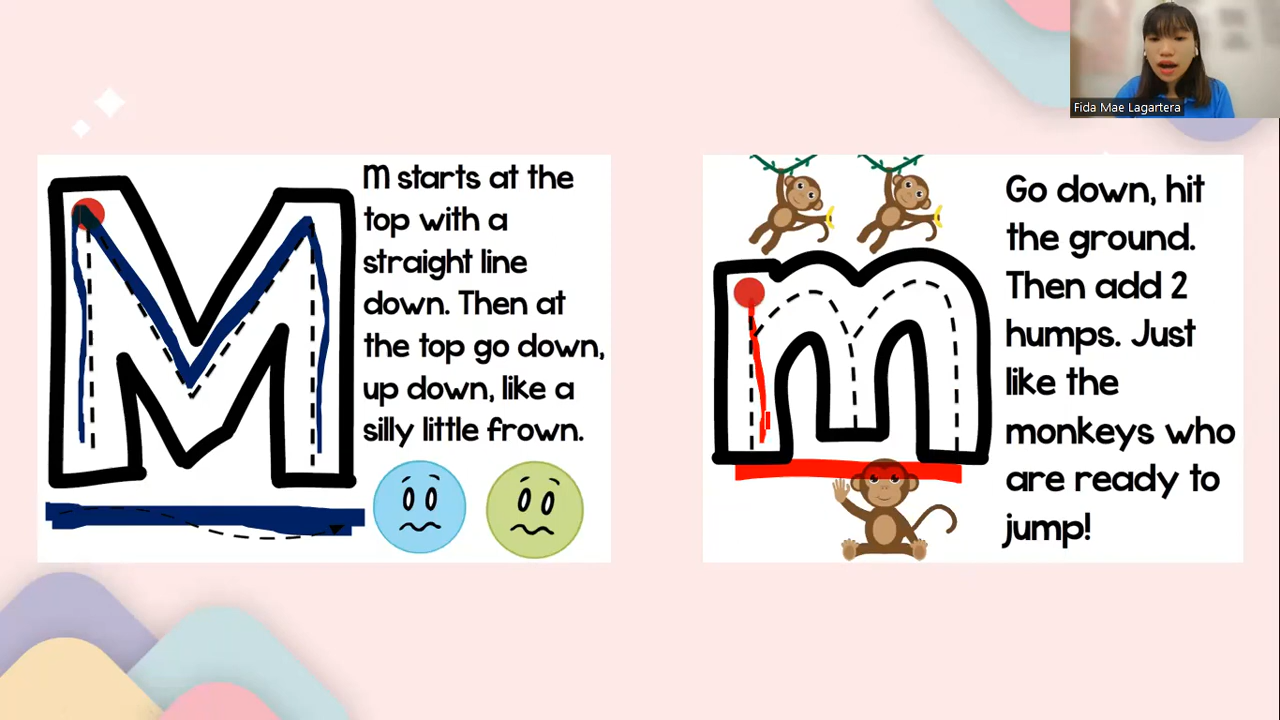 Fida Mae Lagartera
M
M starts at the
top with a
straight line
down. Then at
the top go down,
up down, like a
silly little frown.
m
Go down, hit
the ground.
Then add 2
humps. Just
like the
monkeys who
are ready to
jump!